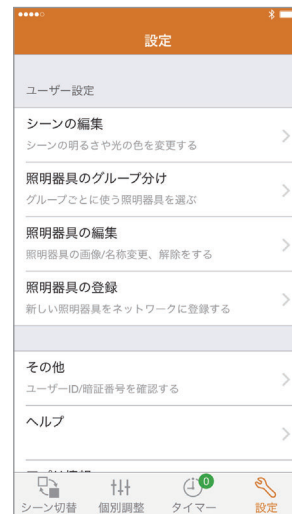 設定
ユーザー設定
シーンの編集
シーンの明るさや光の色を変更する
照明器具のグループ分け
グループごとに使う照明器具を選ぶ
照明器具の編集
照明器具の画像/名称変更、解除をする
照明器具の登録
新しい照明器具をネットワークに登録する
その他
ユーザーID/暗証番号を確認する
ヘルプ
0
シーン切替 個別調整 タイマー 設定